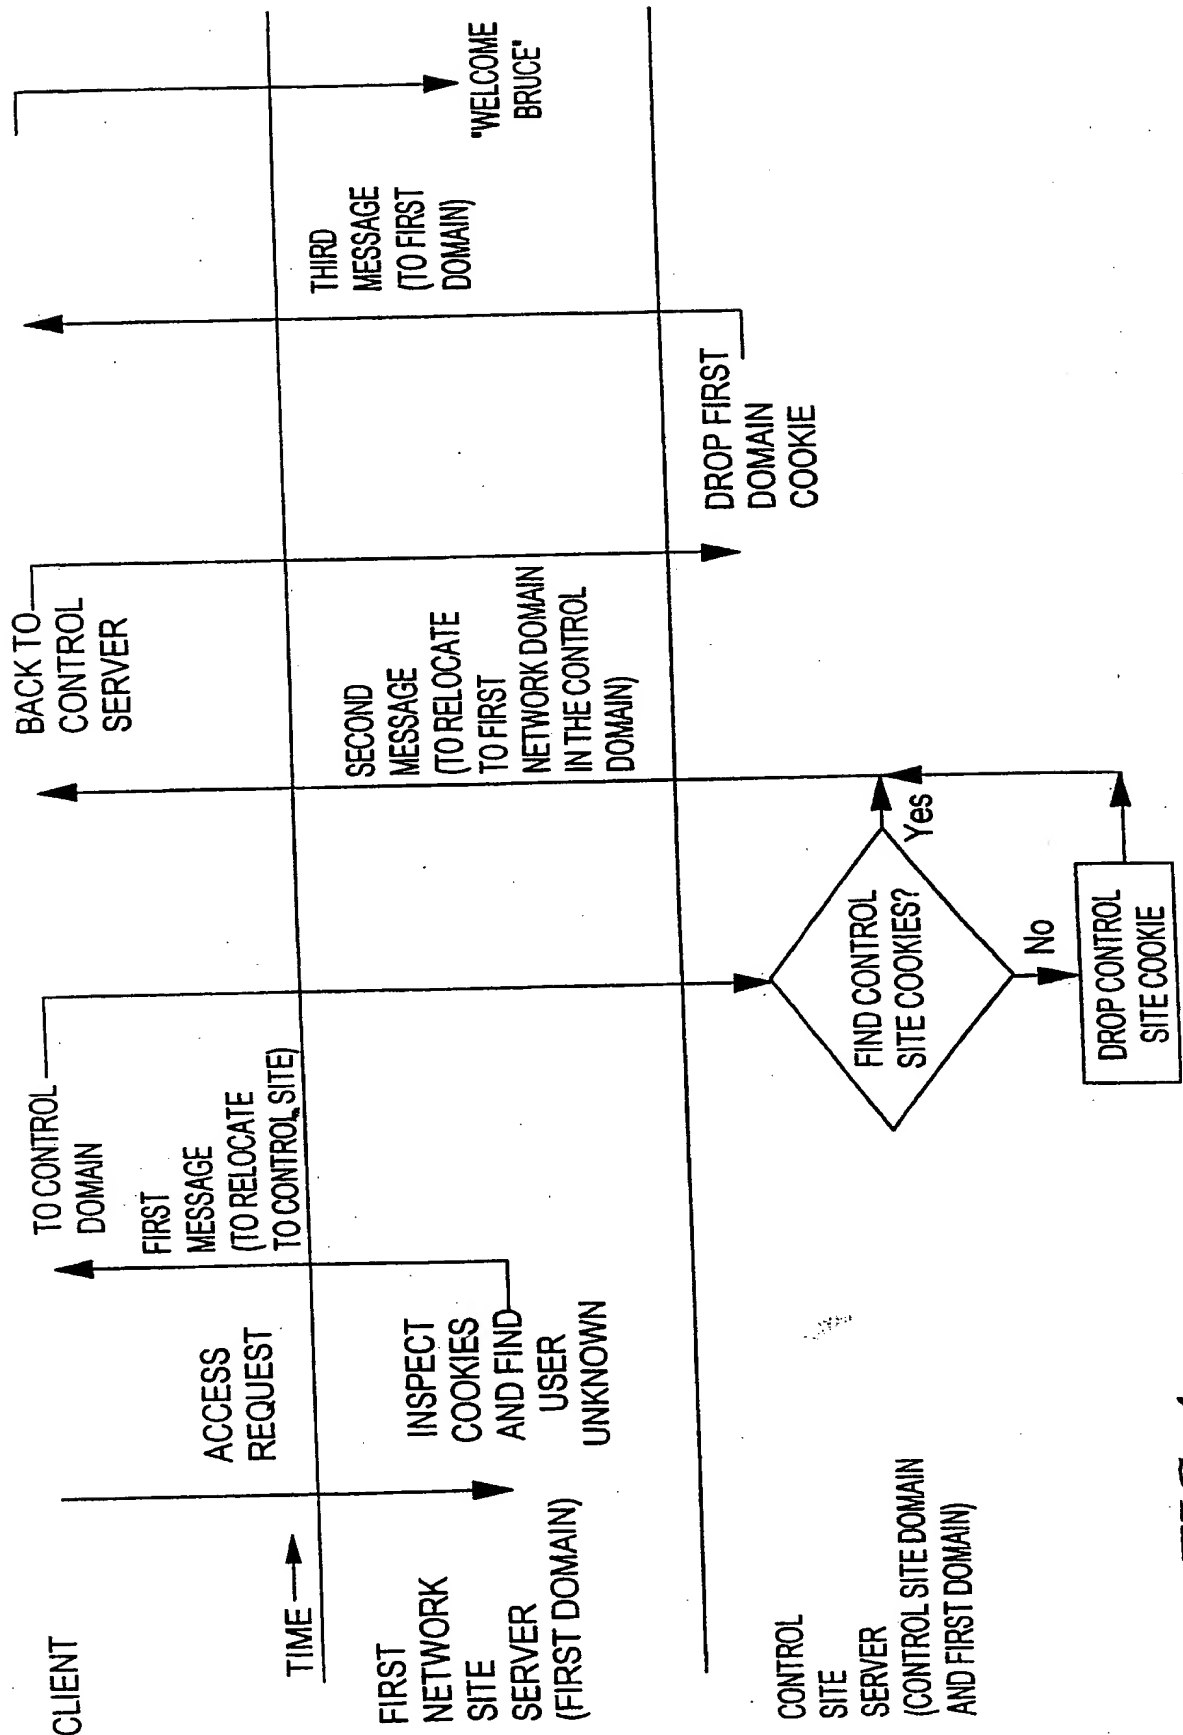 CLIENT
TIME
FIRST
NETWORK
SITE
SERVER
(FIRST DOMAIN)
CONTROL
SITE
SERVER
(CONTROL SITE DOMAIN
AND FIRST DOMAIN)
ACCESS
REQUEST
INSPECT
COOKIES
AND FIND
USER
UNKNOWN
FIRST
MESSAGE
(TO RELOCATE
TO CONTROL SITE)
TO CONTROL
DOMAIN
FIND CONTROL
SITE COOKIES?
Yes
No
DROP CONTROL
SITE COOKIE
SECOND
MESSAGE
(TO RELOCATE
TO FIRST
NETWORK DOMAIN
IN THE CONTROL
DOMAIN)
BACK TO
CONTROL
SERVER
DROP FIRST
DOMAIN
COOKIE
THIRD
MESSAGE
(TO FIRST
DOMAIN)
"WELCOME
BRUCE"